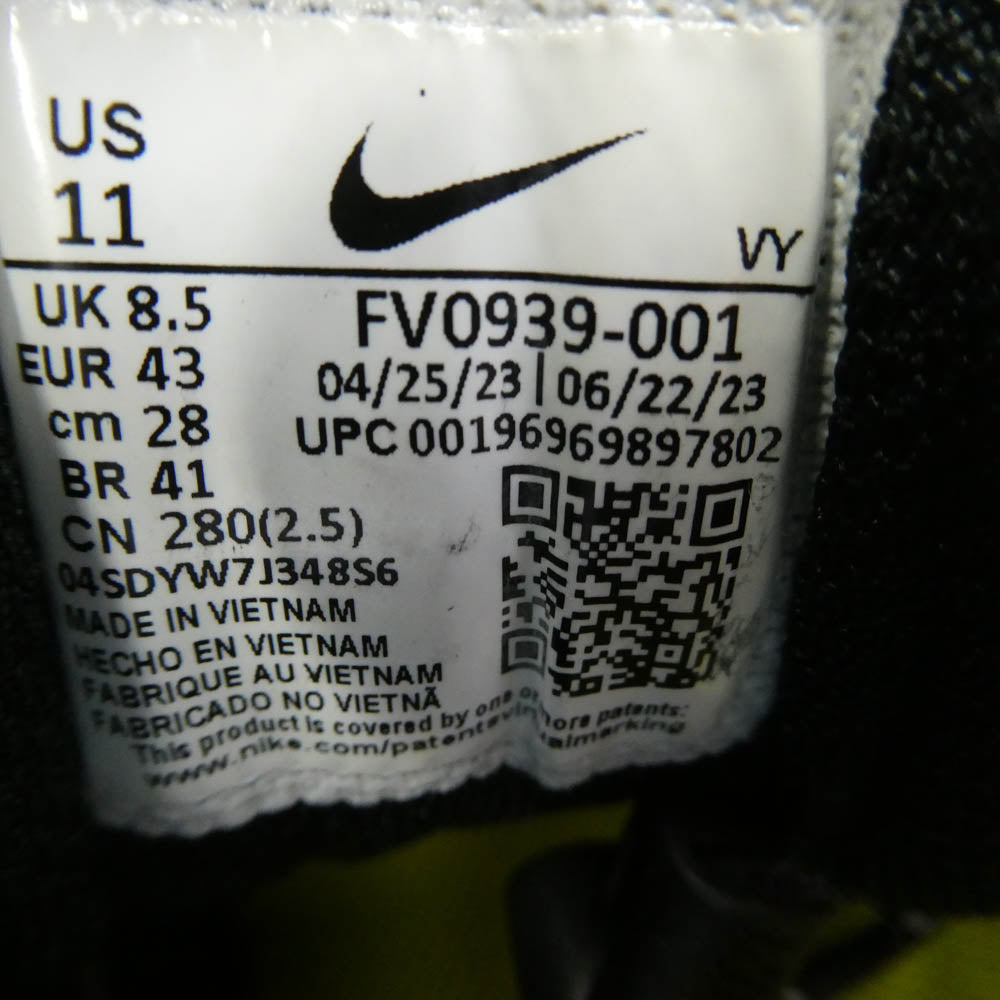 US
11
VY
UK 8.5
EUR 43
cm 28
BR 41
CN 280(2.5)
FV0939-001
04/25/23 | 06/22/23
UPC 00196969897802
04SDYW7J348S6
MADE IN VIETNAM
HECHO EN VIETNAM
FABRIQUE AU VIETNAM
FABRICADO NO VIETNÃ
This product is covered by one or more patents:
www.nike.com/patentvirtualmarking